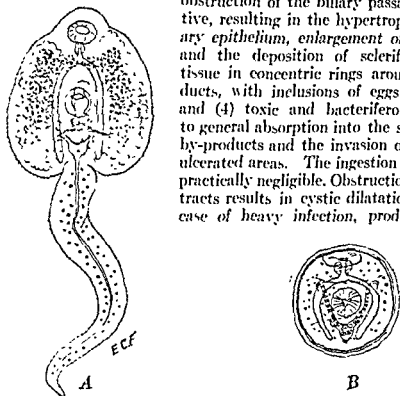 obstruction of the biliary passa
tive, resulting in the hypertrop
ary epithelium, enlargement o
and the deposition of sclerif
tissue in concentric rings arou
ducts, with inclusions of eggs
and (4) toxic and bacterifero
to general absorption into the s
by-products and the invasion o
ulcerated areas. The ingestion
practically negligible. Obstructio
tracts results in cystic dilatati
case of heavy infection, prod
E.C.F.
A
B